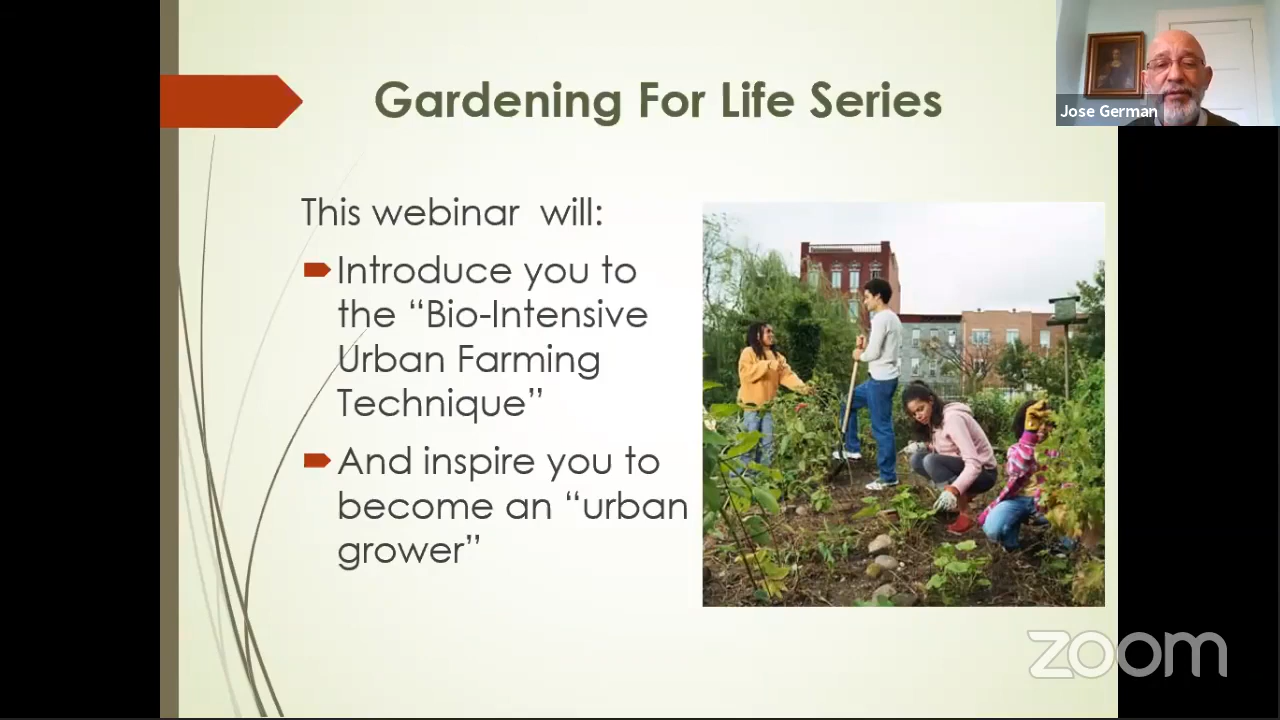 Gardening For Life Series
Jose German
This webinar will:
Introduce you to
the “Bio-Intensive
Urban Farming
Technique”
And inspire you to
become an “urban
grower”
zoom